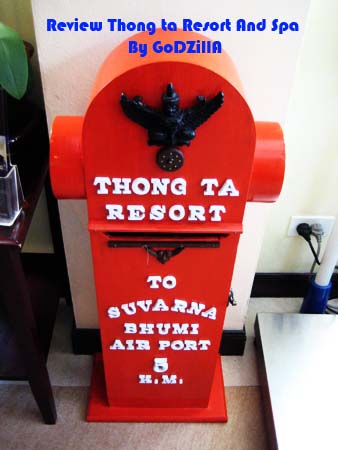 Review Thong ta Resort And Spa
By GoDZillA
THONG TA
RESORT
TO
SUVARNA
BHUMI
AIR PORT
5
K.M.